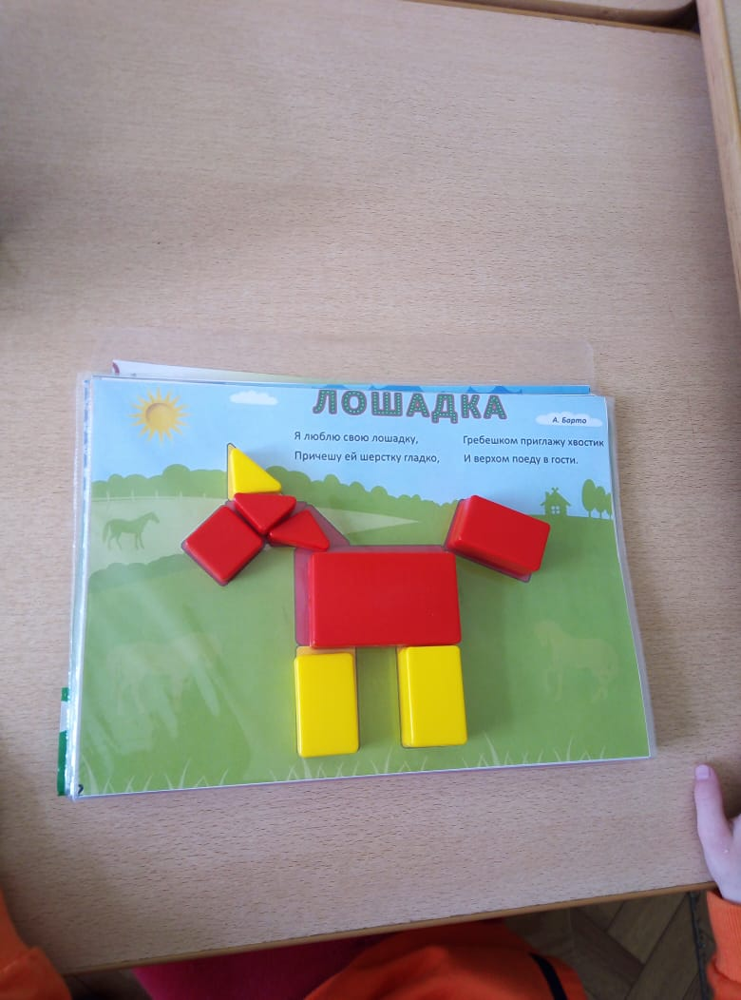 ЛОШАДКА
А. Барто
Я люблю свою лошадку,
Причешу ей шерстку гладко,
Гребешком приглажу хвостик
И верхом поеду в гости.